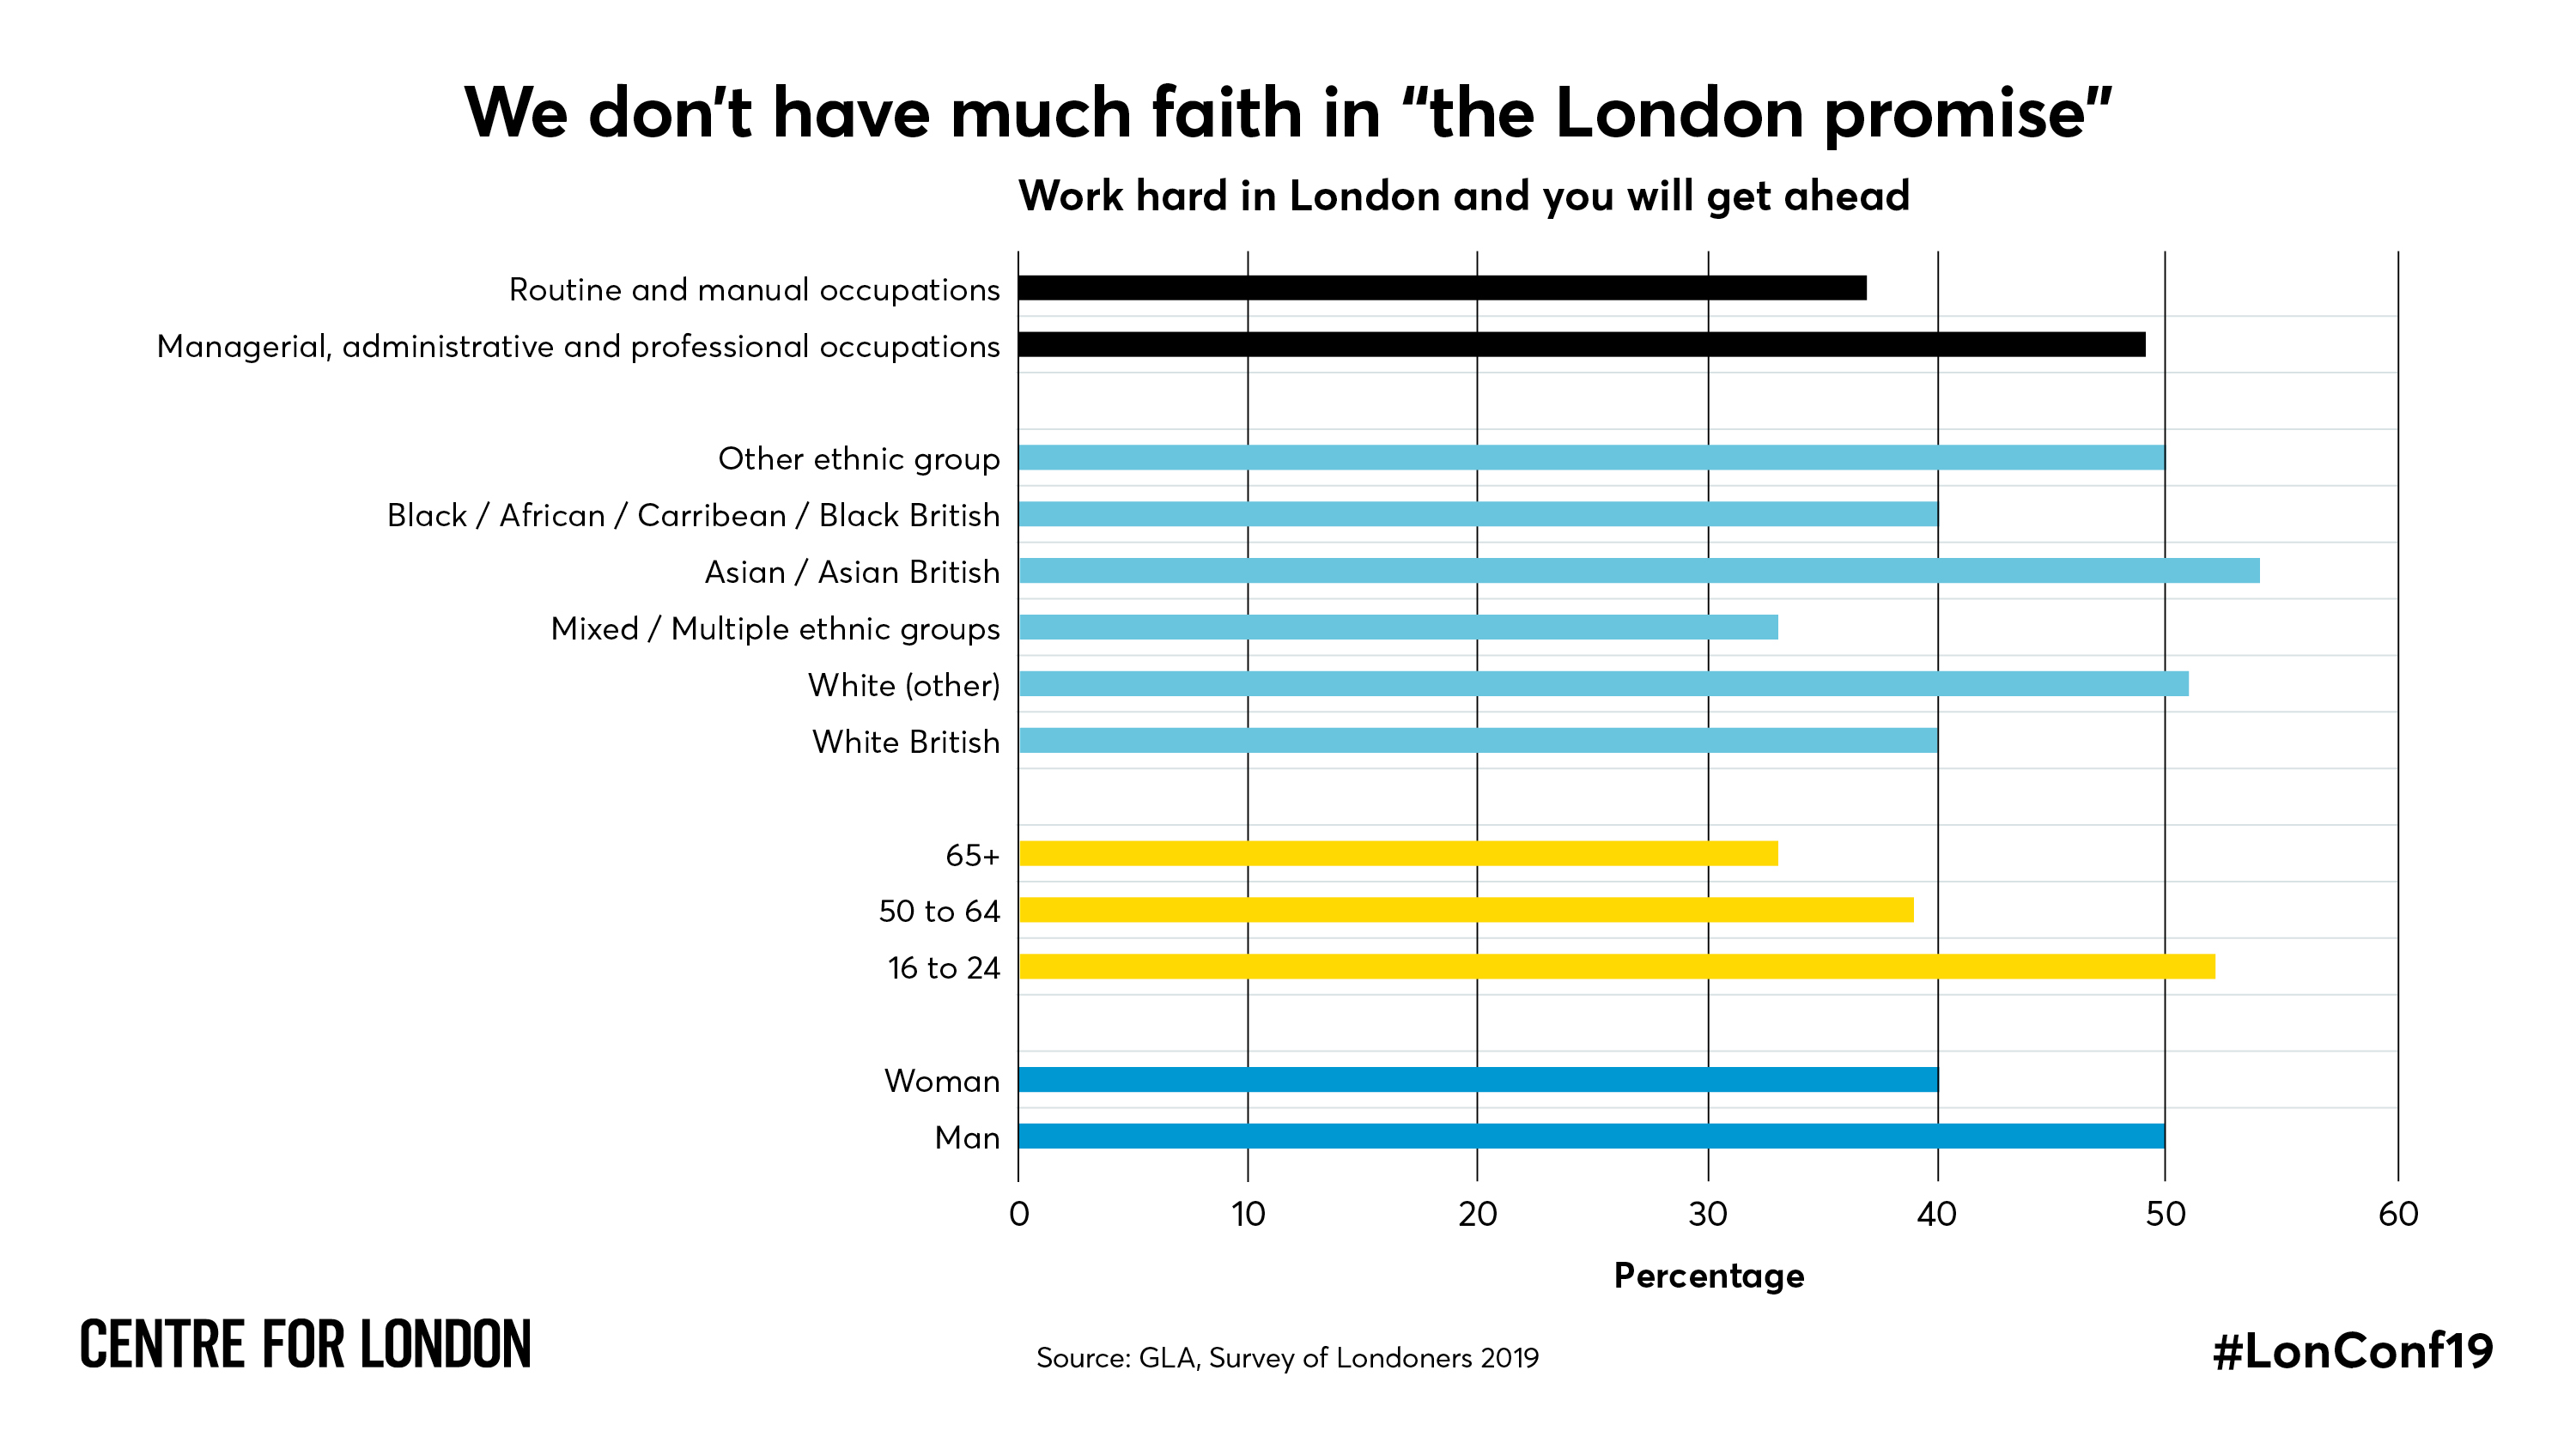 We don't have much faith in “the London promise”
Work hard in London and you will get ahead
Routine and manual occupations
Managerial, administrative and professional occupations
Other ethnic group
Black / African / Carribean / Black British
Asian / Asian British
Mixed / Multiple ethnic groups
White (other)
White British
65+
50 to 64
16 to 24
Woman
Man
0 10 20 30 40 50 60
Percentage
CENTRE FOR LONDON
Source: GLA, Survey of Londoners 2019
#LonConf19